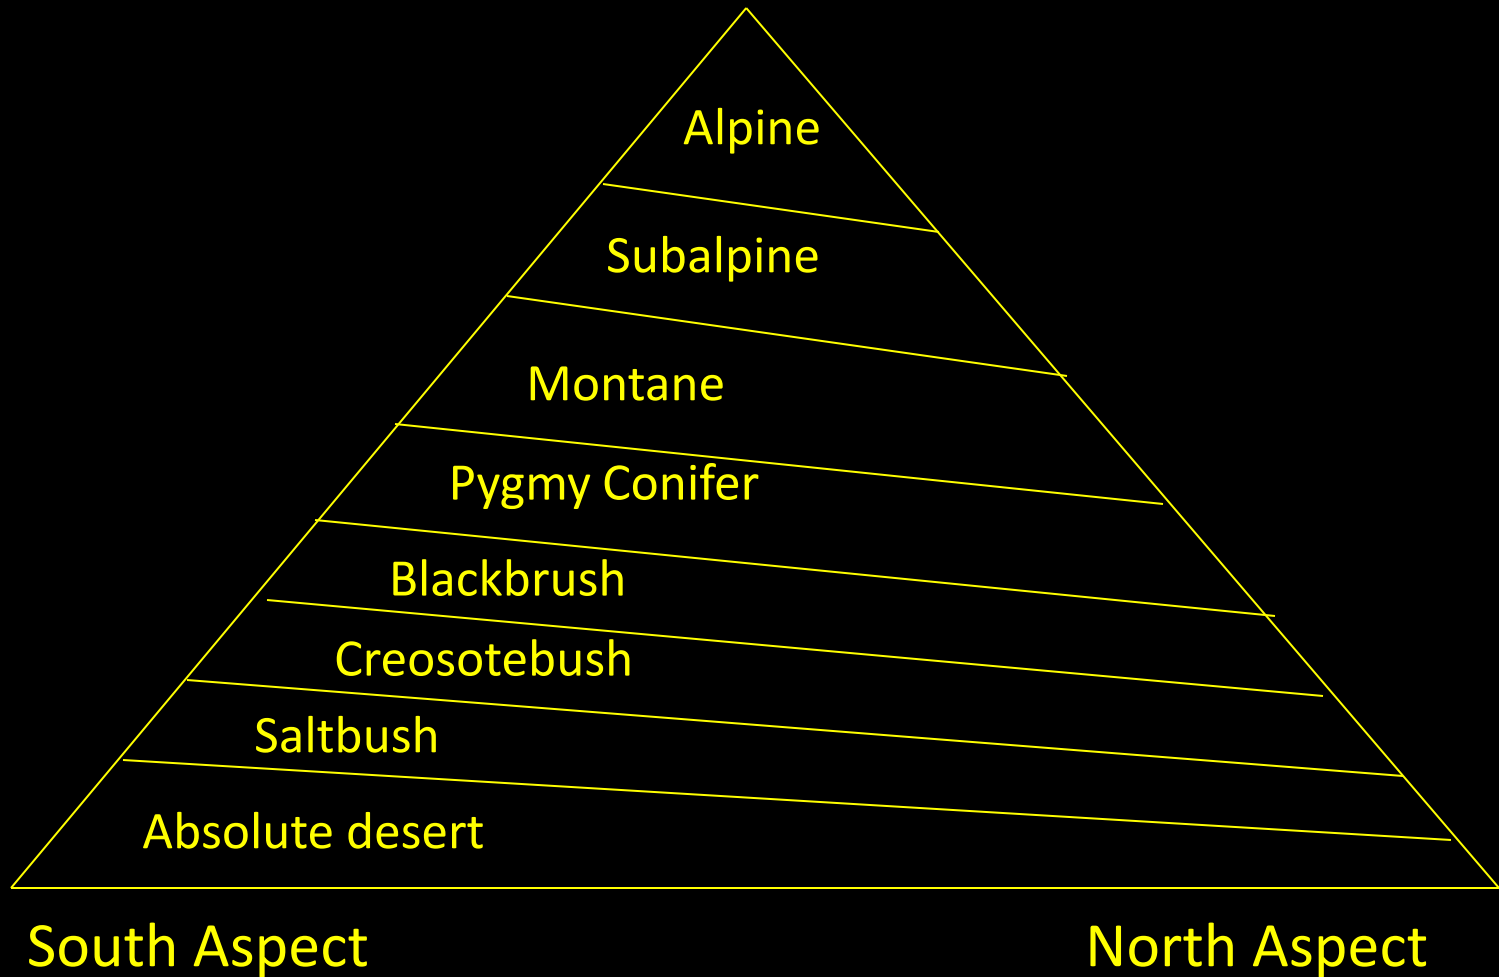 Alpine
Subalpine
Montane
Pygmy Conifer
Blackbrush
Creosotebush
Saltbush
Absolute desert
South Aspect
North Aspect